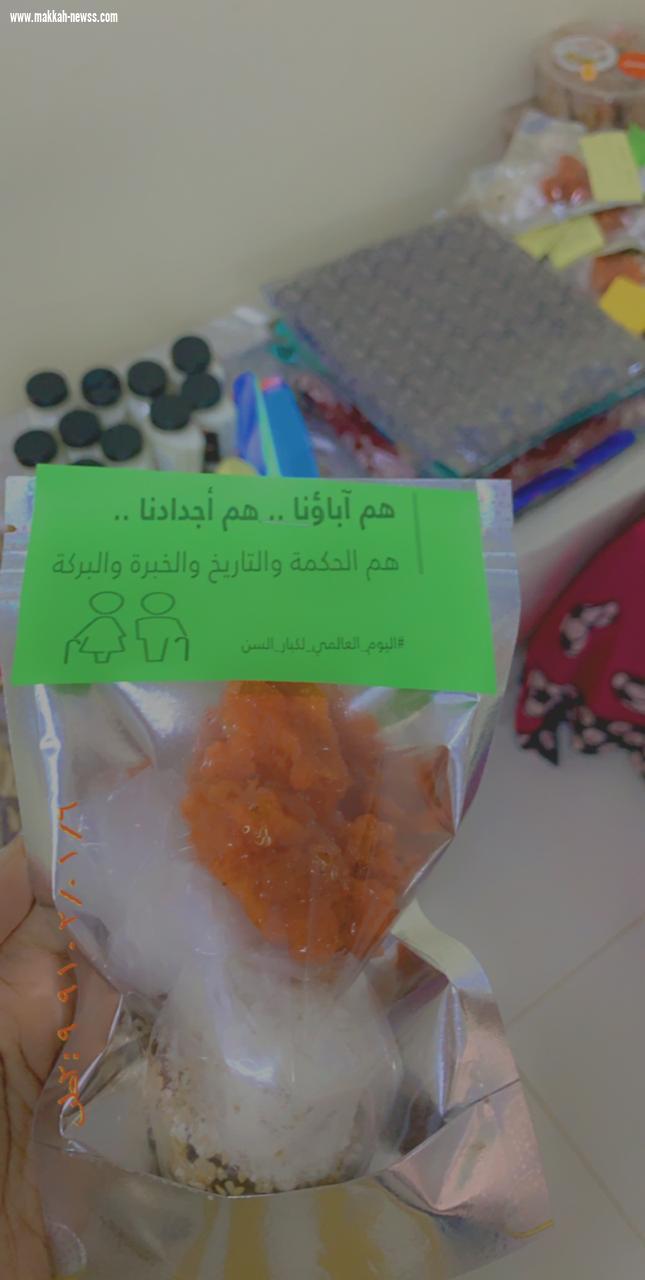 www.makkah-newss.com
هم آباؤنا .. هم أجدادنا ..
هم الحكمة والتاريخ والخبرة والبركة
#اليوم_العالمي_لكبار_السن